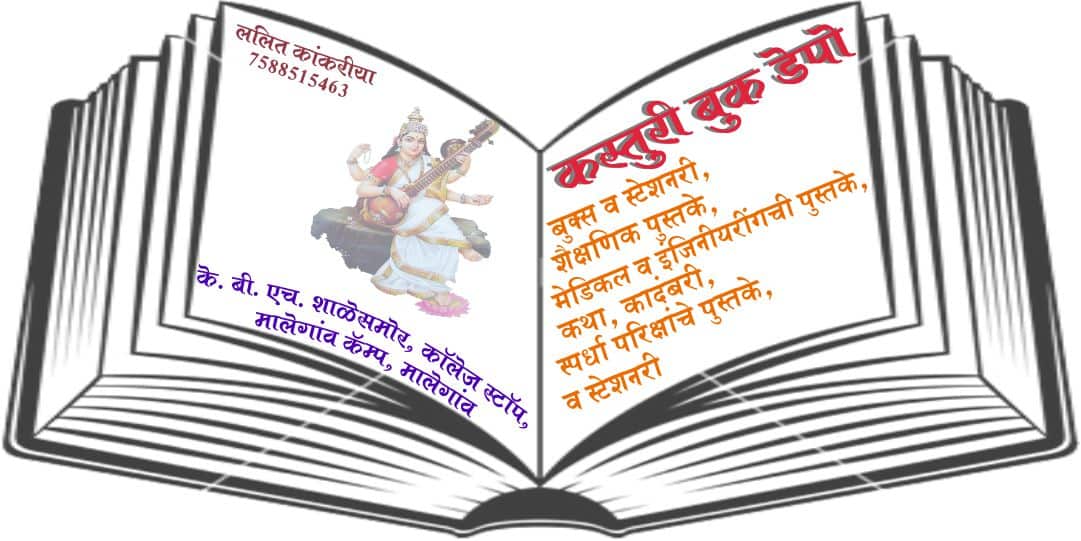 ललित कांकरीया
7588515463
के. बी. एच. शाळेसमोर, कॉलेज स्टॉप,
मालेगांव कॅम्प, मालेगांव
कस्तुरी बुक डेपो
बुक्स व स्टेशनरी,
शैक्षणिक पुस्तके,
मेडिकल व इंजिनीयरींगची पुस्तके,
कथा, कादंबरी,
स्पर्धा परिक्षांचे पुस्तके,
व स्टेशनरी